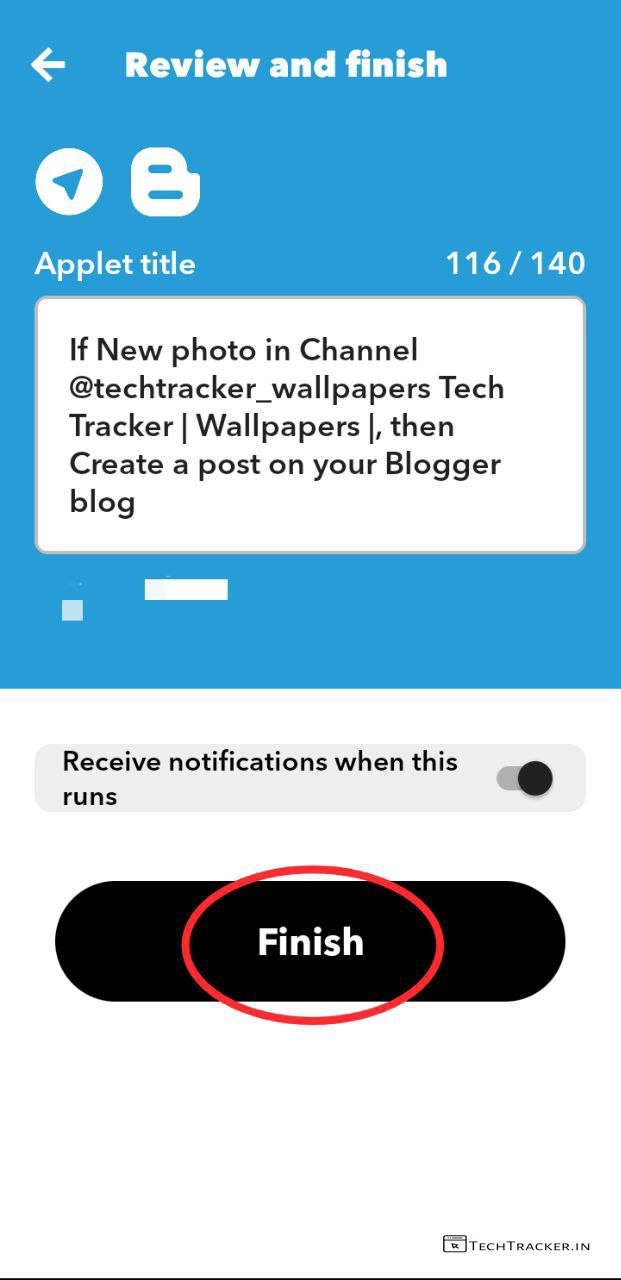 Review and finish
Applet title 116 / 140
If New photo in Channel
@techtracker_wallpapers Tech
Tracker | Wallpapers |, then
Create a post on your Blogger
blog
Receive notifications when this
runs
Finish
TECHTRACKER.IN